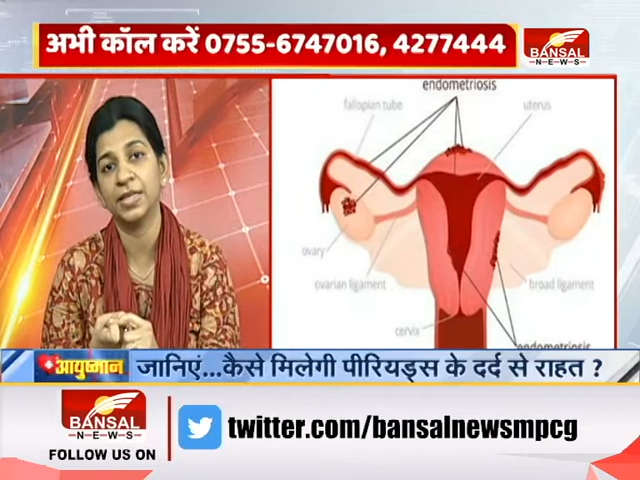 अभी कॉल करें 0755-6747016, 4277444
BANSAL
NEWS
endometriosis
fallopian tube
uterus
ovary
ovarian ligament
broad ligament
cervix
endometriosis
आयुष्मान
जानिएं...कैसे मिलेगी पीरियड्स के दर्द से राहत ?
BANSAL
NEWS
FOLLOW US ON
twitter.com/bansalnewsmpcg